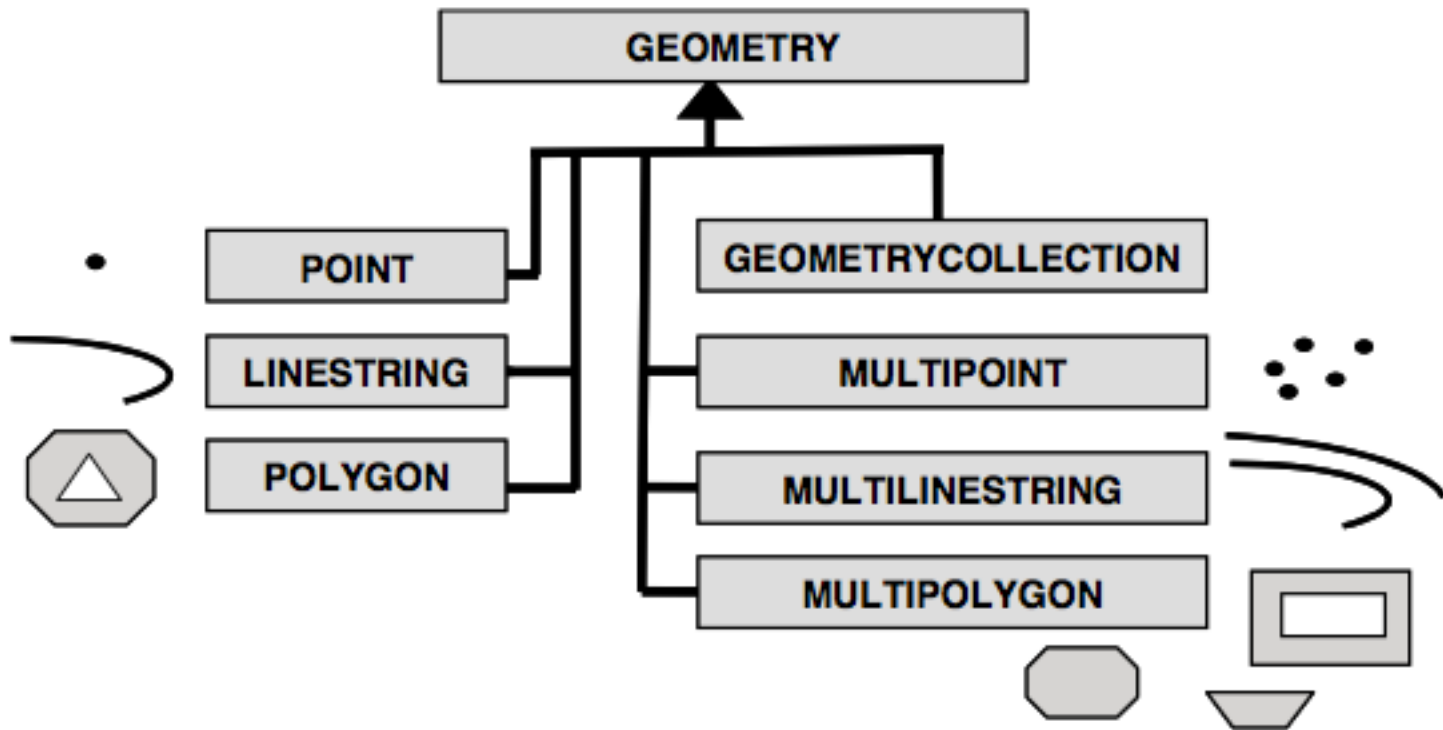 GEOMETRY
POINT
LINESTRING
POLYGON
GEOMETRYCOLLECTION
MULTIPOINT
MULTILINESTRING
MULTIPOLYGON